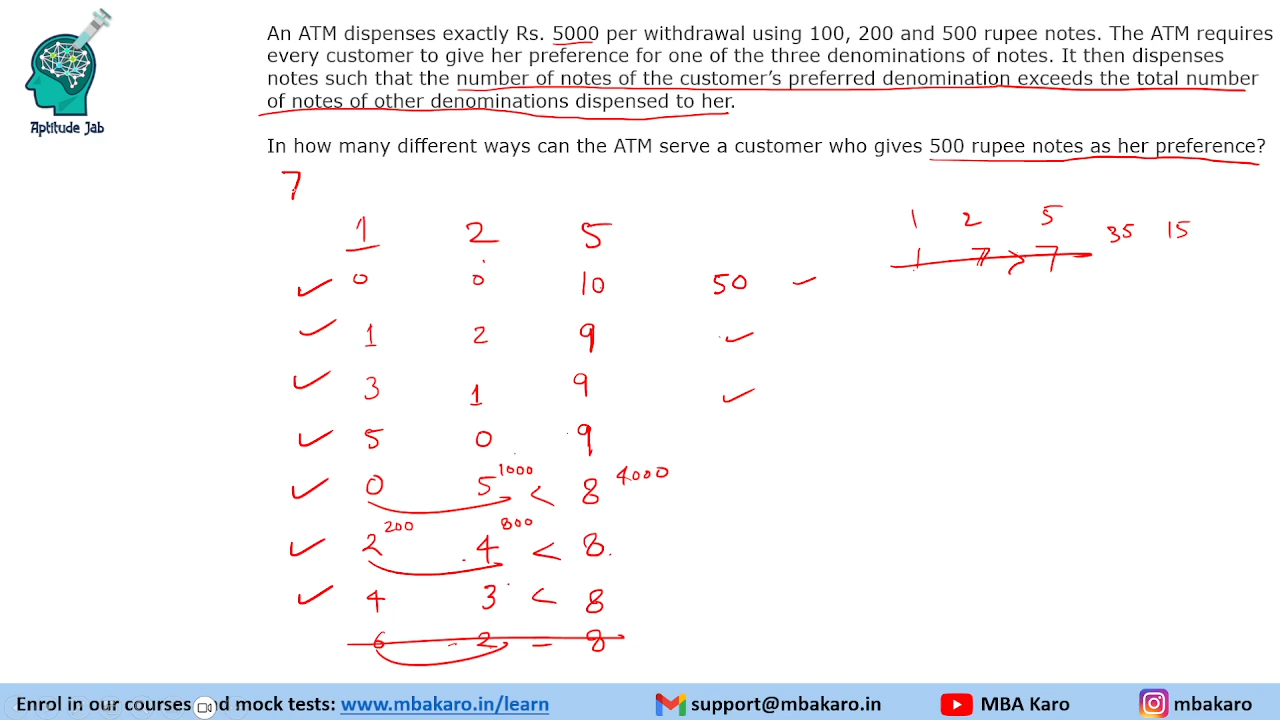 An ATM dispenses exactly Rs. 5000 per withdrawal using 100, 200 and 500 rupee notes. The ATM requires
every customer to give her preference for one of the three denominations of notes. It then dispenses
notes such that the number of notes of the customer's preferred denomination exceeds the total number
of notes of other denominations dispensed to her.
Aptitude Jab
In how many different ways can the ATM serve a customer who gives 500 rupee notes as her preference?
7
1 2 5
1 2 5 35 15
1 7 > 7
0 0 10 50
1 2 9
3 1 9
5 0 9
0 5 1000 < 8 4000
2 200 4 800 < 8
4 3 < 8
6 2 = 8
Enrol in our courses and mock tests: www.mbakaro.in/learn support@mbakaro.in MBA Karo mbakaro